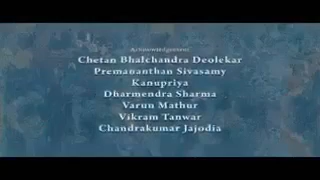 Acknowledgement
Chetan Bhalchandra Deolekar
Premananthan Sivasamy
Kanupriya
Dharmendra Sharma
Varun Mathur
Vikram Tanwar
Chandrakumar Jajodia